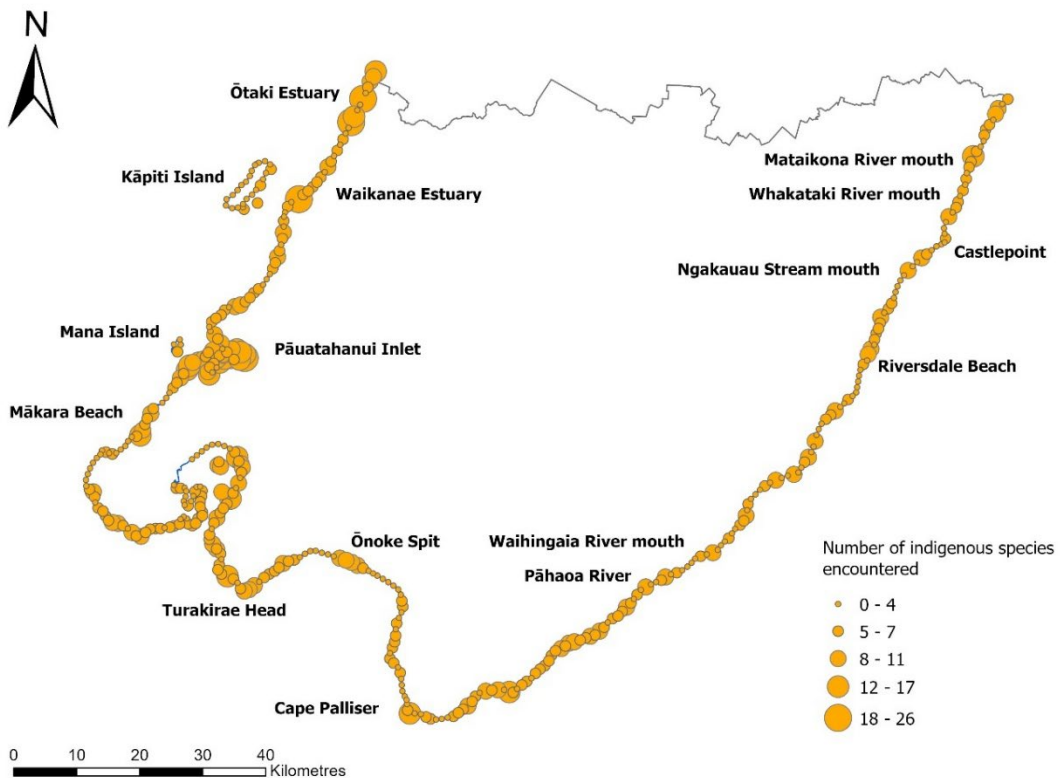 N
Ōtaki Estuary
Kāpiti Island
Waikanae Estuary
Mana Island
Pāuatahanui Inlet
Mākara Beach
Mataikona River mouth
Whakataki River mouth
Castlepoint
Ngakauau Stream mouth
Riversdale Beach
Ōnoke Spit
Waihingaia River mouth
Pāhaoa River
Turakirae Head
Cape Palliser
Number of indigenous species
encountered
0 - 4
5 - 7
8 - 11
12 - 17
18 - 26
0 10 20 30 40
Kilometres